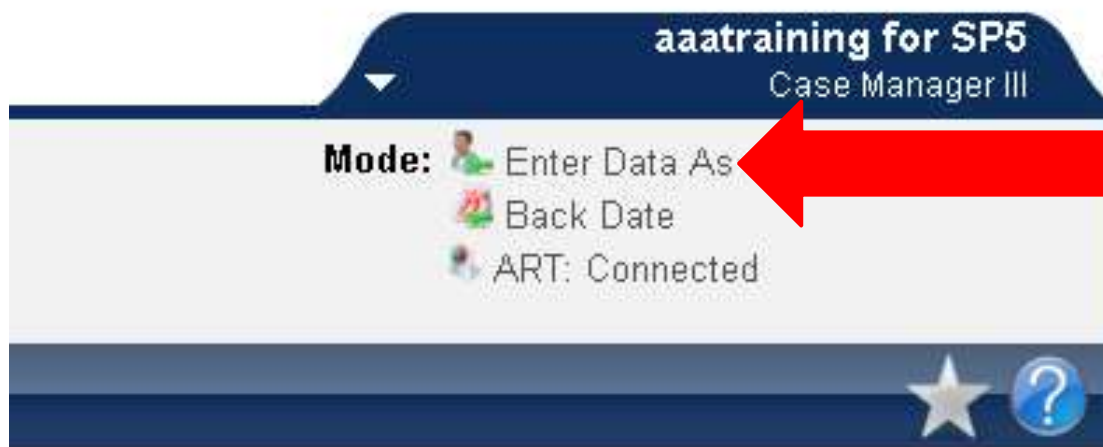 aaatraining for SP5
Case Manager III
Mode: Enter Data As
Back Date
ART: Connected
?